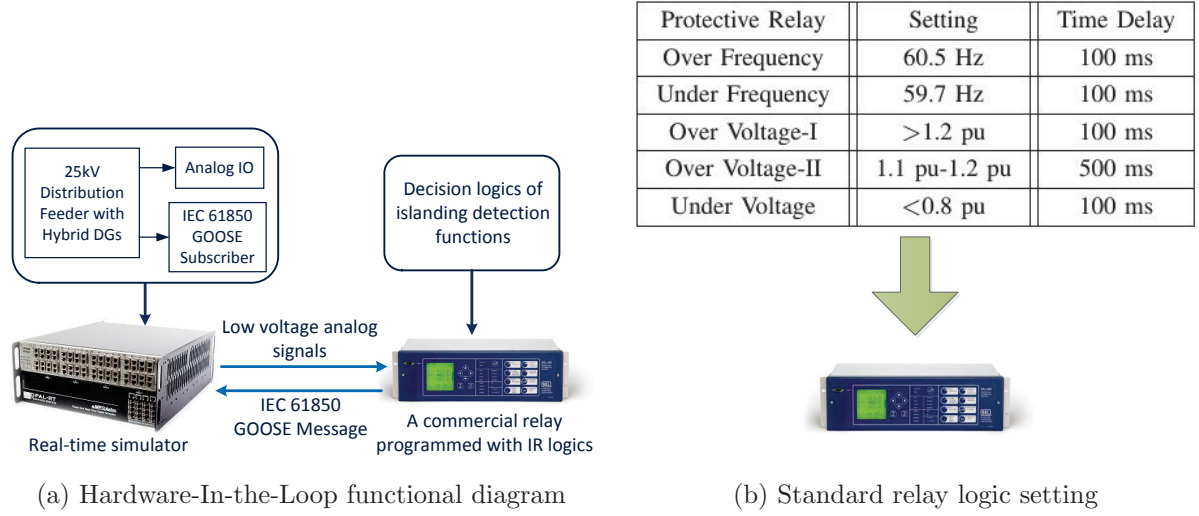 25kV
Distribution
Feeder with
Hybrid DGs
Analog IO
IEC 61850
GOOSE
Subscriber
Decision logics of
islanding detection
functions
Low voltage analog
signals
IEC 61850
GOOSE Message
OPAL-RT
SEL
Real-time simulator
A commercial relay
programmed with IR logics
(a) Hardware-In-the-Loop functional diagram
Protective Relay Setting Time Delay
Over Frequency 60.5 Hz 100 ms
Under Frequency 59.7 Hz 100 ms
Over Voltage-I >1.2 pu 100 ms
Over Voltage-II 1.1 pu-1.2 pu 500 ms
Under Voltage <0.8 pu 100 ms
SEL
(b) Standard relay logic setting